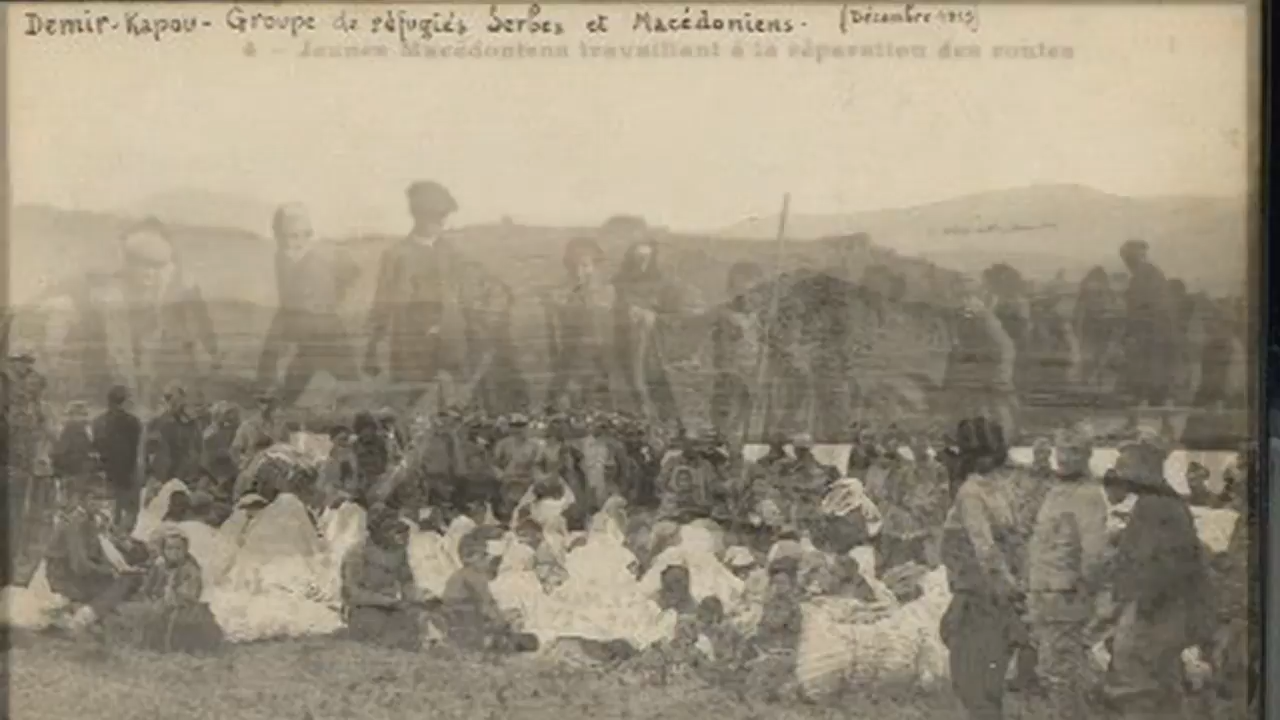 Demir-Kapou- Groupe de réfugiés Serbes et Macédoniens. (Décembre 1915)
4 - Jeunes Macédoniens travaillant à la réparation des routes